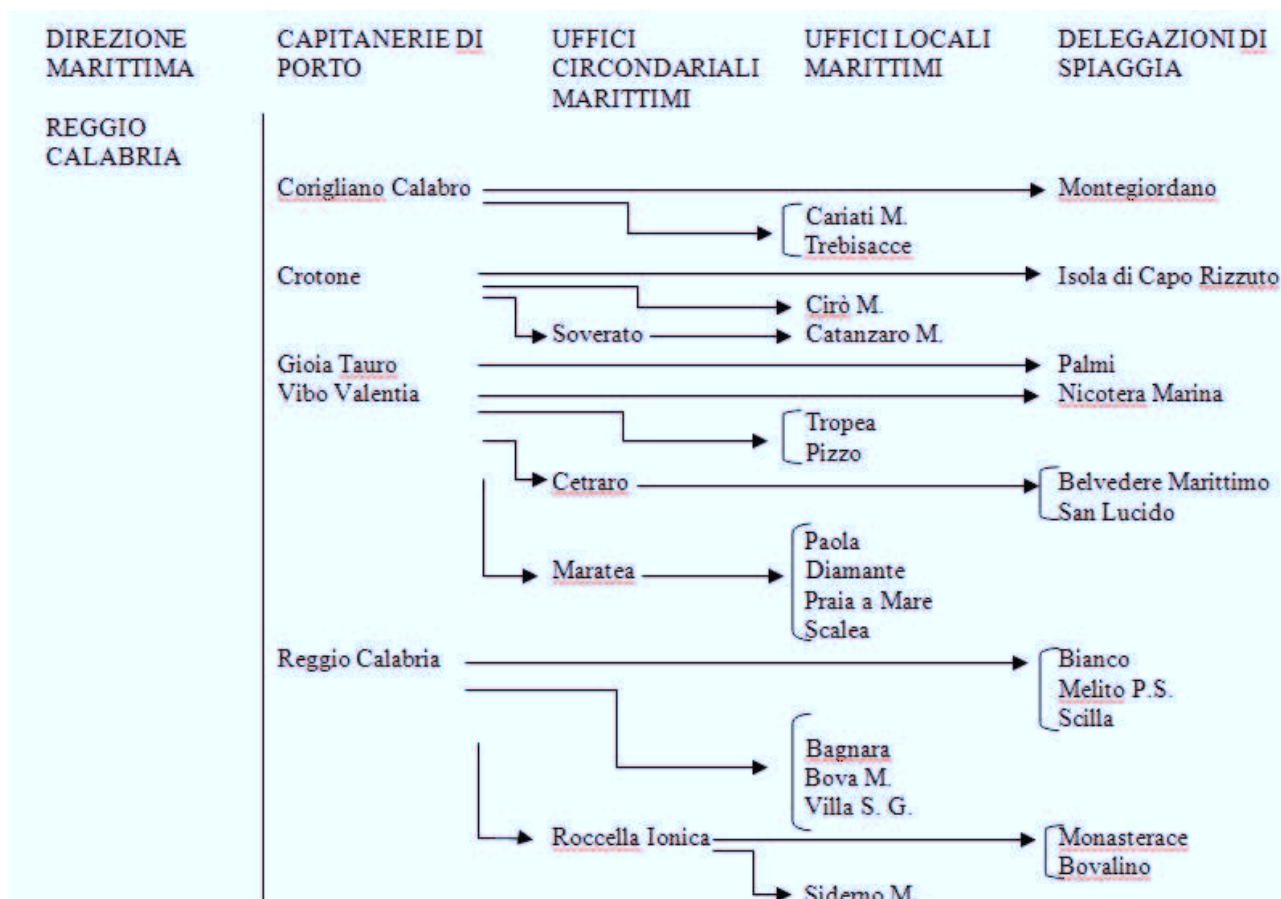 DIREZIONE MARITTIMA
CAPITANERIE DI PORTO
UFFICI CIRCONDARIALI MARITTIMI
UFFICI LOCALI MARITTIMI
DELEGAZIONI DI SPIAGGIA
REGGIO CALABRIA
Corigliano Calabro
Montegiordano
Cariati M.
Trebisacce
Crotone
Isola di Capo Rizzuto
Cirò M.
Soverato
Catanzaro M.
Gioia Tauro
Palmi
Vibo Valentia
Nicotera Marina
Tropea
Pizzo
Cetraro
Belvedere Marittimo
San Lucido
Maratea
Paola
Diamante
Praia a Mare
Scalea
Reggio Calabria
Bianco
Melito P.S.
Scilla
Bagnara
Bova M.
Villa S. G.
Roccella Ionica
Monasterace
Bovalino
Siderno M.